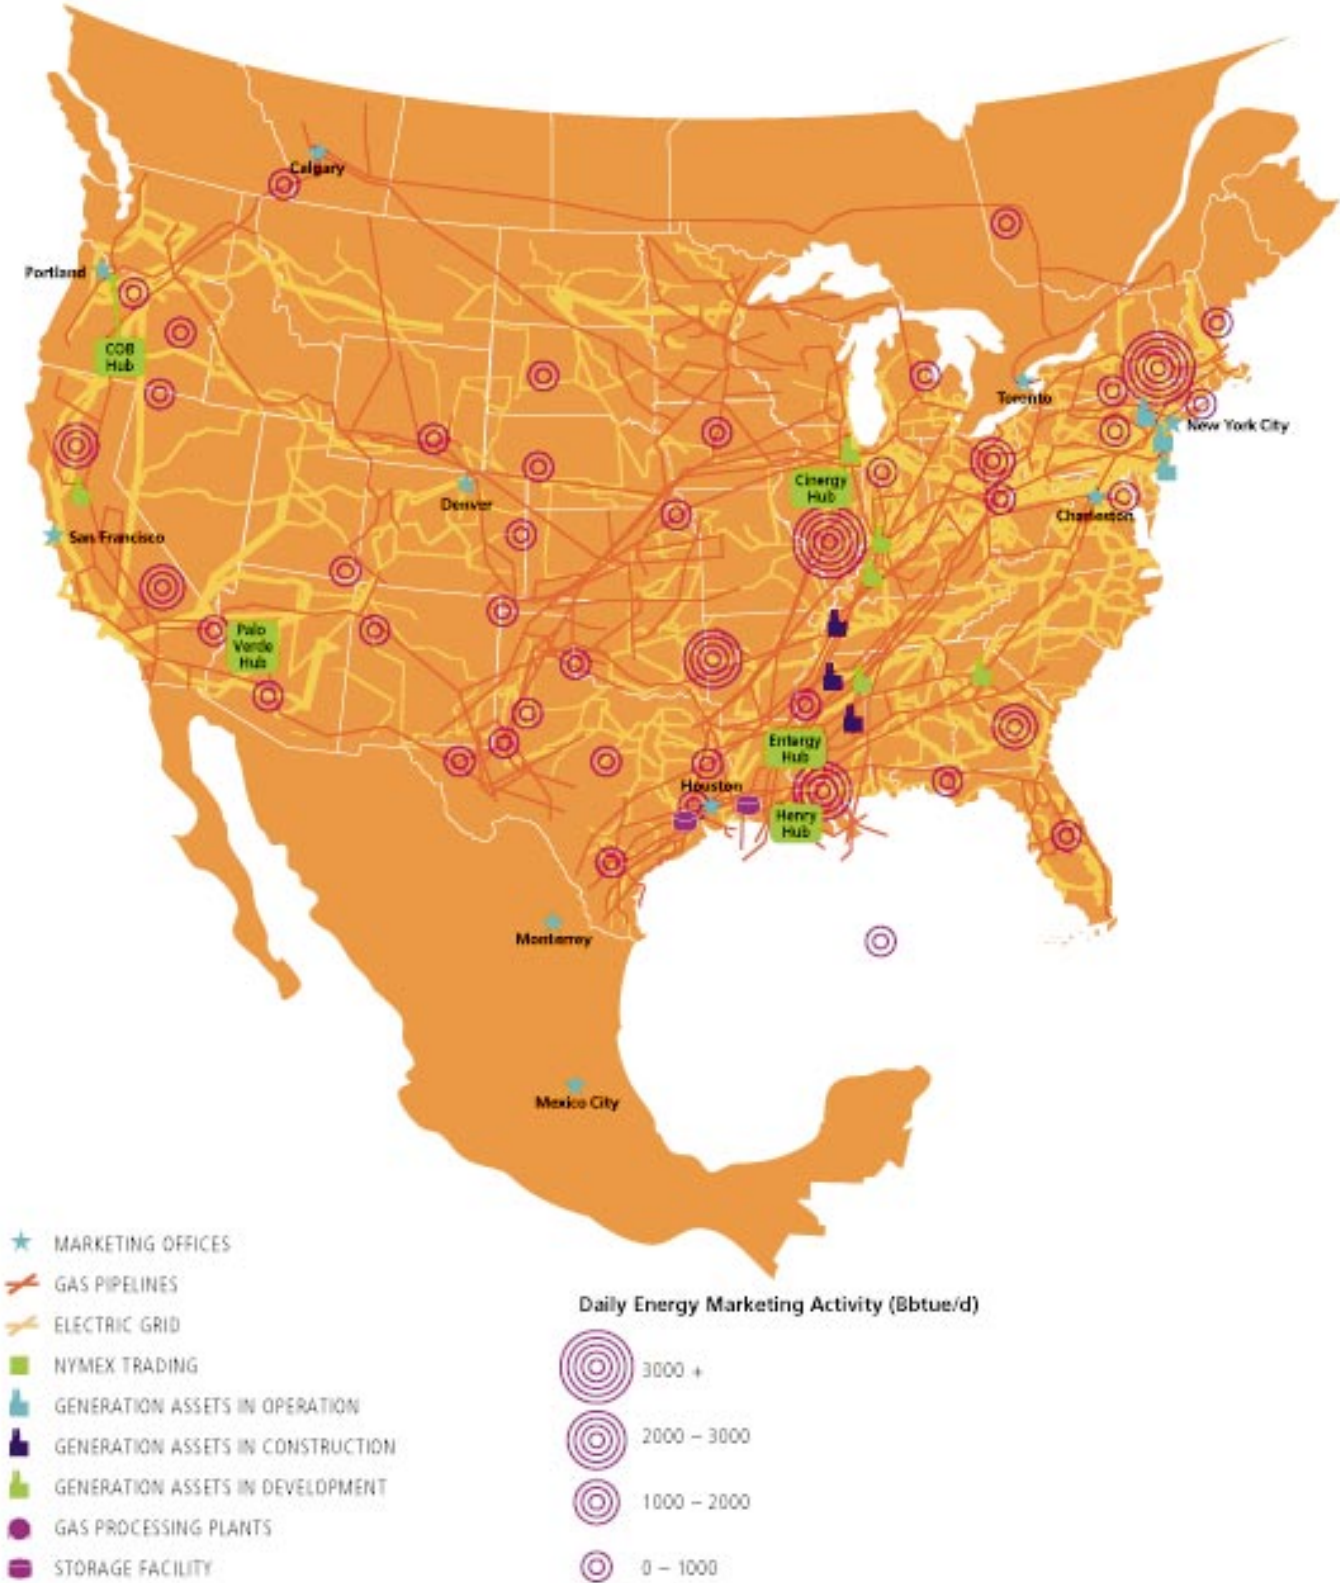 Calgary
Portland
COB
Hub
Toronto
New York City
Cinergy
Hub
Denver
Charleston
San Francisco
Palo
Verde
Hub
Entergy
Hub
Houston
Henry
Hub
Monterrey
Mexico City
MARKETING OFFICES
GAS PIPELINES
ELECTRIC GRID
NYMEX TRADING
GENERATION ASSETS IN OPERATION
GENERATION ASSETS IN CONSTRUCTION
GENERATION ASSETS IN DEVELOPMENT
GAS PROCESSING PLANTS
STORAGE FACILITY
Daily Energy Marketing Activity (Bbtue/d)
3000 +
2000 – 3000
1000 – 2000
0 – 1000